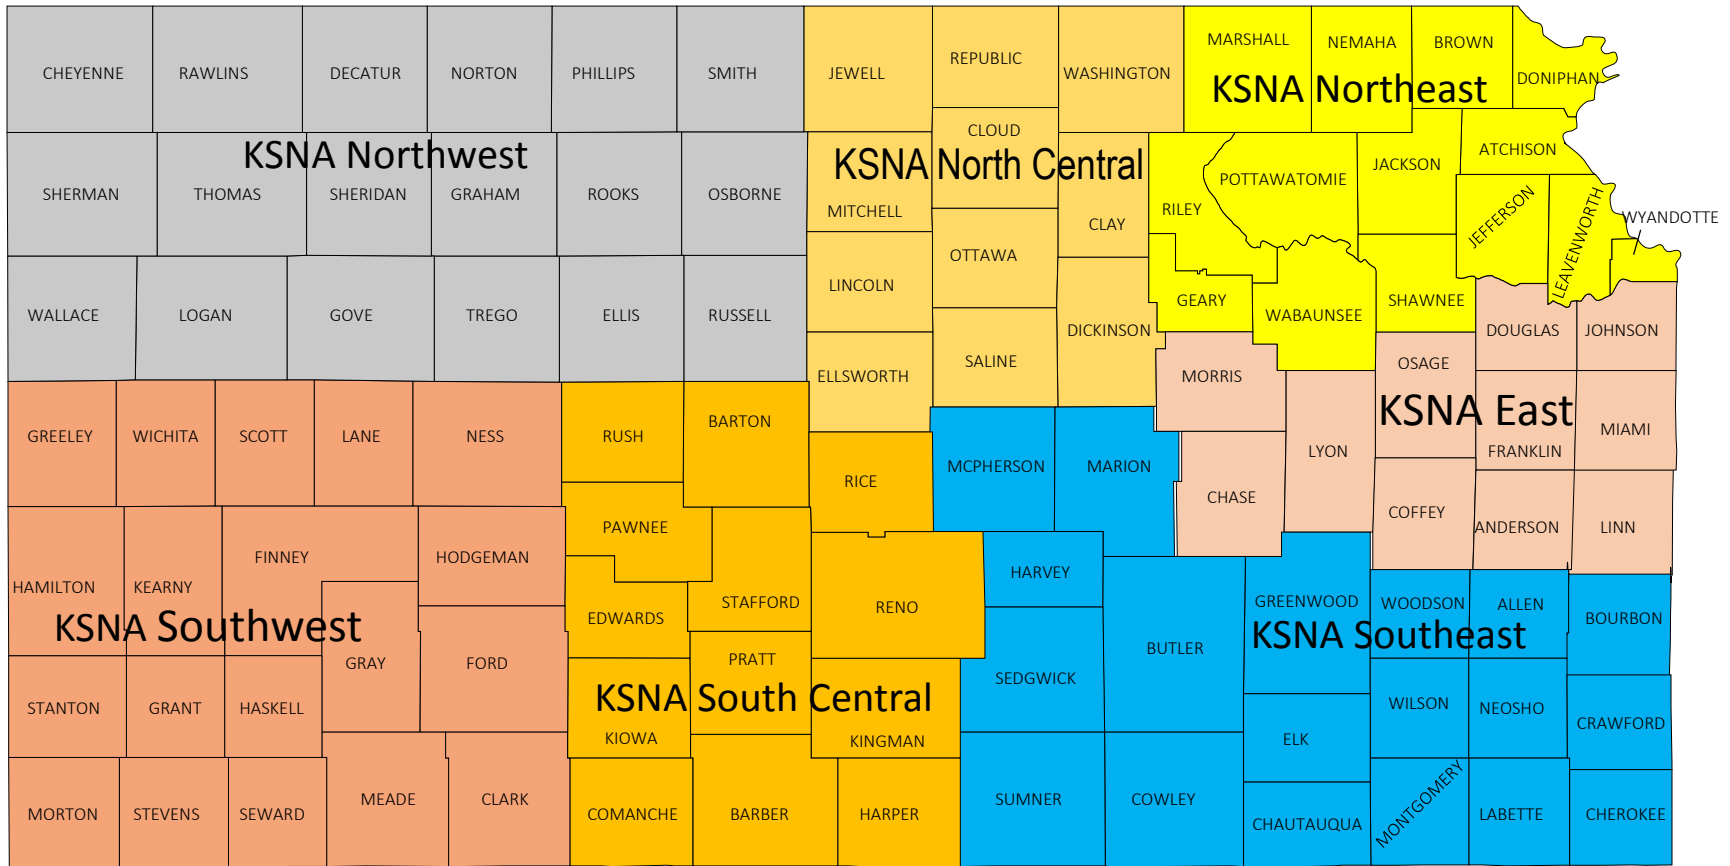 CHEYENNE
RAWLINS
DECATUR
NORTON
PHILLIPS
SMITH
JEWELL
REPUBLIC
WASHINGTON
MARSHALL
NEMAHA
BROWN
DONIPHAN
KSNA Northeast
KSNA Northwest
CLOUD
KSNA North Central
ATCHISON
JACKSON
POTTAWATOMIE
SHERMAN
THOMAS
SHERIDAN
GRAHAM
ROOKS
OSBORNE
MITCHELL
CLAY
RILEY
JEFFERSON
LEAVENWORTH
WYANDOTTE
WALLACE
LOGAN
GOVE
TREGO
ELLIS
RUSSELL
LINCOLN
OTTAWA
DICKINSON
GEARY
WABAUNSEE
SHAWNEE
DOUGLAS
JOHNSON
ELLSWORTH
SALINE
MORRIS
OSAGE
KSNA East
GREELEY
WICHITA
SCOTT
LANE
NESS
RUSH
BARTON
RICE
MCPHERSON
MARION
CHASE
LYON
FRANKLIN
MIAMI
COFFEY
ANDERSON
LINN
HAMILTON
KEARNY
FINNEY
HODGEMAN
PAWNEE
EDWARDS
STAFFORD
RENO
HARVEY
BUTLER
GREENWOOD
WOODSON
ALLEN
BOURBON
KSNA Southwest
KSNA Southeast
GRAY
FORD
PRATT
SEDGWICK
KSNA South Central
STANTON
GRANT
HASKELL
KIOWA
KINGMAN
ELK
WILSON
NEOSHO
CRAWFORD
MORTON
STEVENS
SEWARD
MEADE
CLARK
COMANCHE
BARBER
HARPER
SUMNER
COWLEY
CHAUTAUQUA
MONTGOMERY
LABETTE
CHEROKEE